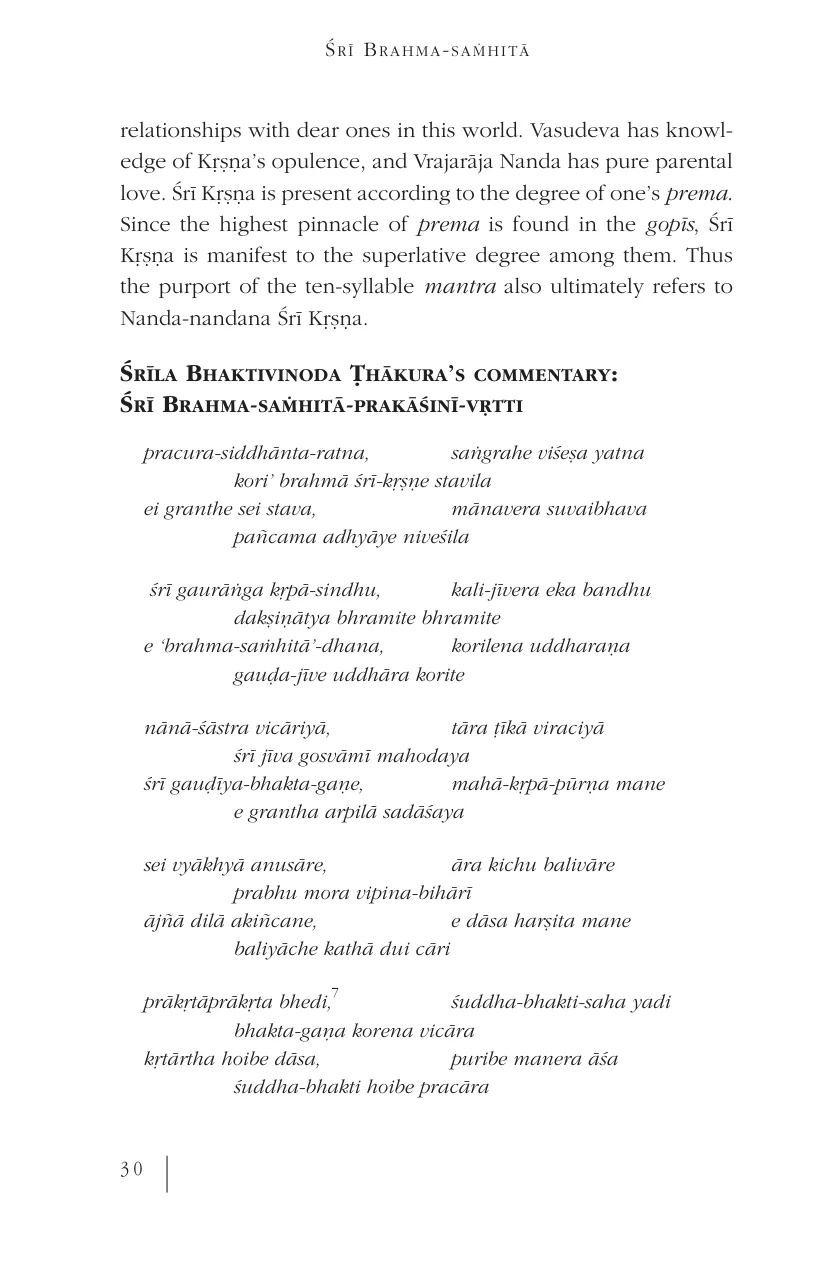 Śrī Brahma-saṁhitā
relationships with dear ones in this world. Vasudeva has knowl-
edge of Kṛṣṇa’s opulence, and Vrajarāja Nanda has pure parental
love. Śrī Kṛṣṇa is present according to the degree of one’s prema.
Since the highest pinnacle of prema is found in the gopīs, Śrī
Kṛṣṇa is manifest to the superlative degree among them. Thus
the purport of the ten-syllable mantra also ultimately refers to
Nanda-nandana Śrī Kṛṣṇa.
Śrīla Bhaktivinoda Ṭhākura’s commentary:
Śrī Brahma-saṁhitā-prakāśinī-vṛtti
pracura-siddhānta-ratna, saṅgrahe viśeṣa yatna
kori’ brahmā śrī-kṛṣṇe stavila
ei granthe sei stava, mānavera suvaibhava
pañcama adhyāye niveśila
śrī gaurāṅga kṛpā-sindhu, kali-jīvera eka bandhu
dakṣiṇātya bhramite bhramite
e ‘brahma-saṁhitā’-dhana, korilena uddharaṇa
gauḍa-jīve uddhāra korite
nānā-śāstra vicāriyā, tāra ṭīkā viraciyā
śrī jīva gosvāmī mahodaya
śrī gauḍīya-bhakta-gaṇe, mahā-kṛpā-pūrṇa mane
e grantha arpilā sadāśaya
sei vyākhyā anusāre, āra kichu balivāre
prabhu mora vipina-bihārī
ājñā dilā akiñcane, e dāsa harṣita mane
baliyāche kathā dui cāri
prākṛtāprākṛta bhedi,7 śuddha-bhakti-saha yadi
bhakta-gaṇa korena vicāra
kṛtārtha hoibe dāsa, puribe manera āśa
śuddha-bhakti hoibe pracāra
30